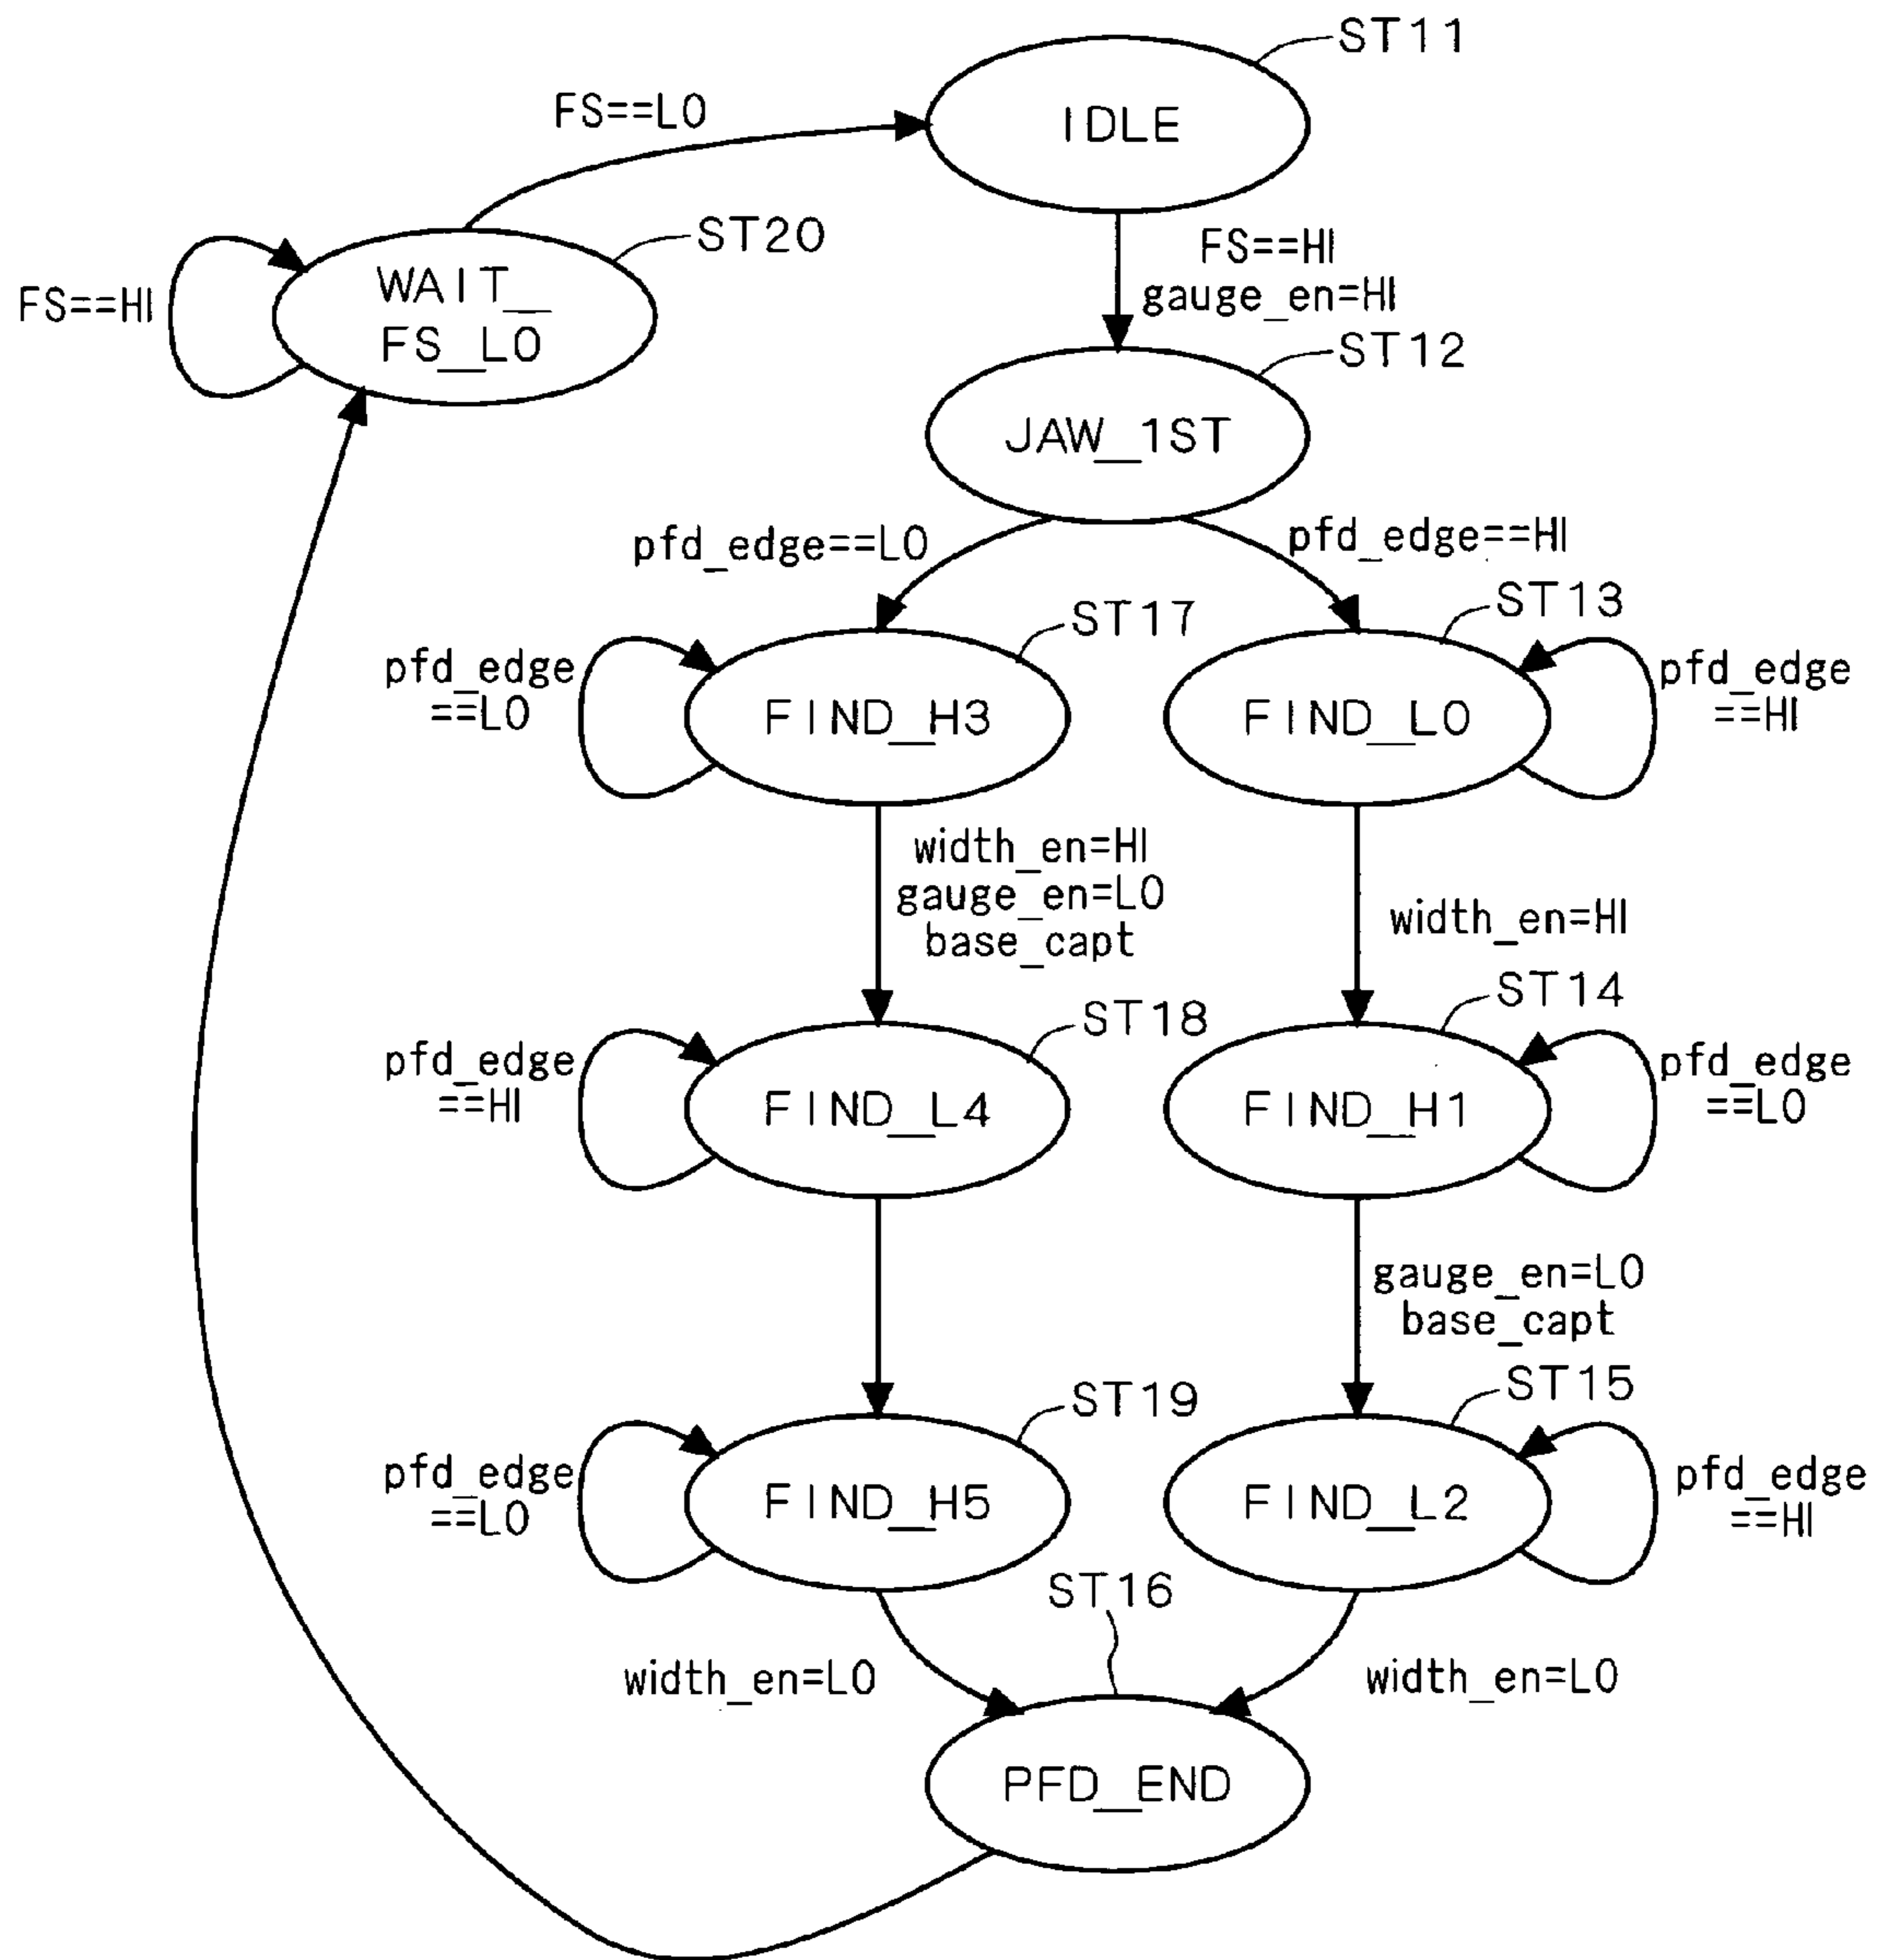 ST11
FS==LO
IDLE
ST20
FS==HI
gauge_en=HI
WAIT_
FS_LO
FS==HI
ST12
JAW_1ST
pfd_edge==LO
pfd_edge==HI
ST17
ST13
pfd_edge
==LO
FIND_H3
FIND_LO
pfd_edge
==HI
width_en=HI
gauge_en=LO
base_capt
width_en=HI
ST18
ST14
pfd_edge
==HI
FIND_L4
FIND_H1
pfd_edge
==LO
gauge_en=LO
base_capt
ST19
ST15
pfd_edge
==LO
FIND_H5
FIND_L2
pfd_edge
==HI
ST16
width_en=LO
width_en=LO
PFD_END